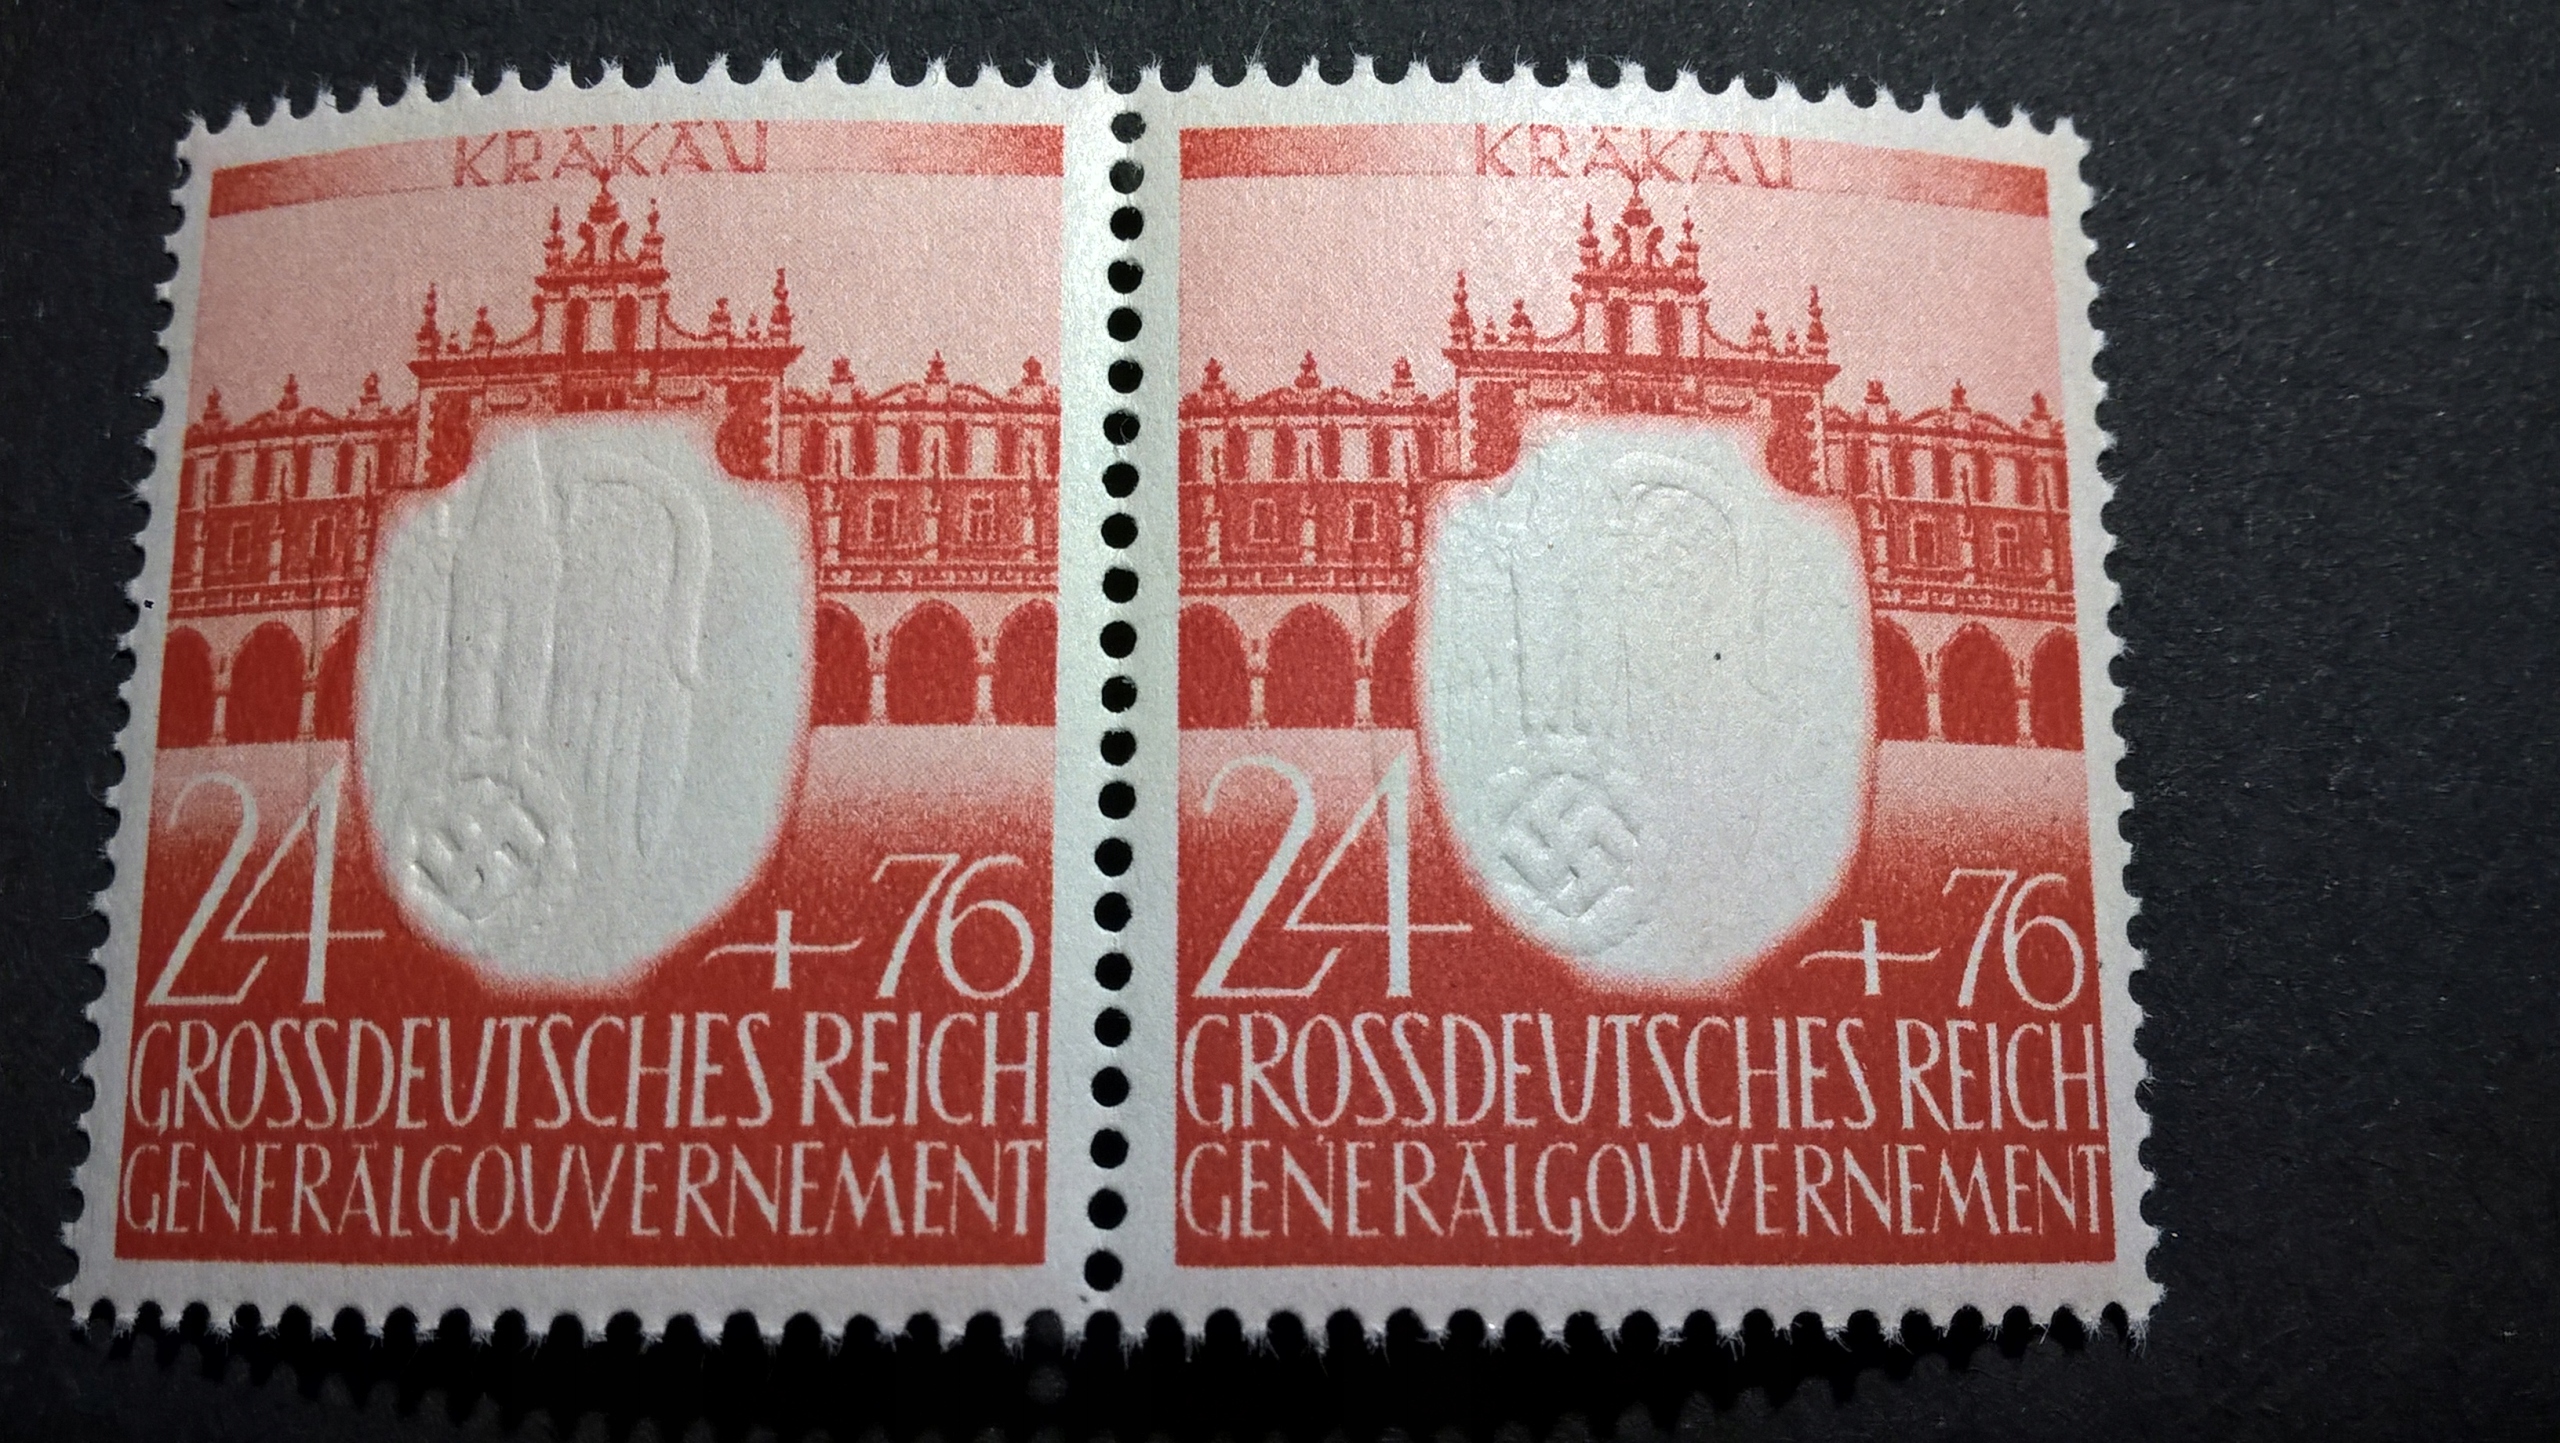 KRAKAU
24 + 76
GROSSDEUTSCHES REICH
GENERALGOUVERNEMENT
KRAKAU
24 + 76
GROSSDEUTSCHES REICH
GENERALGOUVERNEMENT